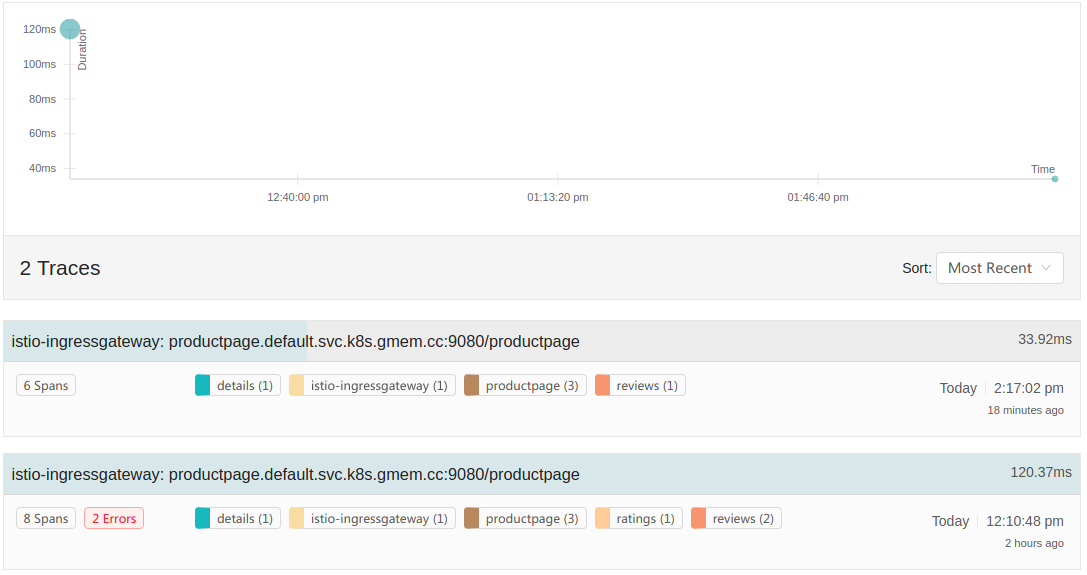 120ms
Duration
100ms
80ms
60ms
40ms
Time
12:40:00 pm 01:13:20 pm 01:46:40 pm
2 Traces Sort: Most Recent
istio-ingressgateway: productpage.default.svc.k8s.gmem.cc:9080/productpage 33.92ms
6 Spans details (1) istio-ingressgateway (1) productpage (3) reviews (1) Today 2:17:02 pm
18 minutes ago
istio-ingressgateway: productpage.default.svc.k8s.gmem.cc:9080/productpage 120.37ms
8 Spans 2 Errors details (1) istio-ingressgateway (1) productpage (3) ratings (1) reviews (2) Today 12:10:48 pm
2 hours ago